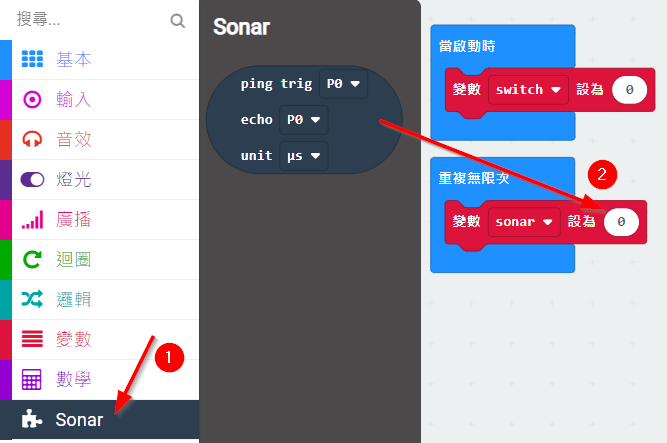 搜尋...
基本
輸入
音效
燈光
廣播
迴圈
邏輯
變數
數學
Sonar
1
Sonar
ping trig P0
echo P0
unit µs
當啟動時
變數 switch 設為 0
重複無限次
2
變數 sonar 設為 0